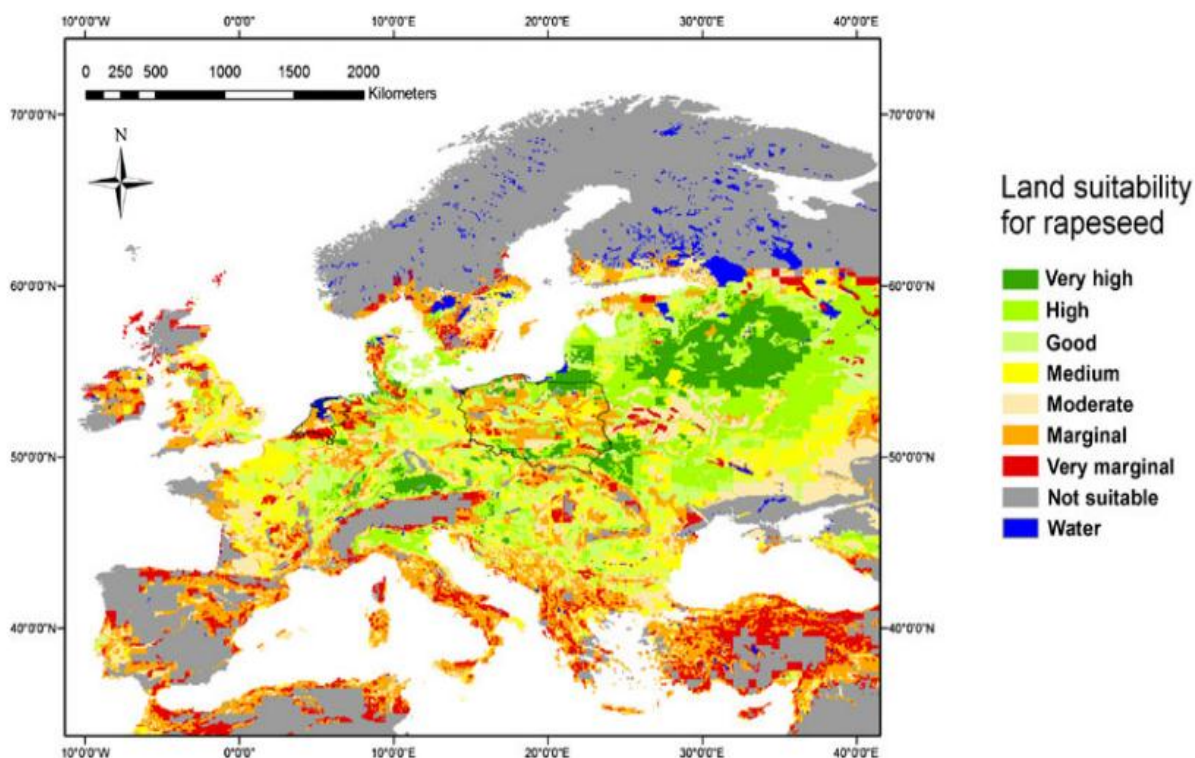 10°0'0"W 0°0'0" 10°0'0"E 20°0'0"E 30°0'0"E 40°0'0"E
0 250 500 1000 1500 2000
Kilometers
70°0'0"N 70°0'0"N
N
60°0'0"N 60°0'0"N
50°0'0"N 50°0'0"N
40°0'0"N 40°0'0"N
10°0'0"W 0°0'0" 10°0'0"E 20°0'0"E 30°0'0"E 40°0'0"E
Land suitability
for rapeseed
Very high
High
Good
Medium
Moderate
Marginal
Very marginal
Not suitable
Water